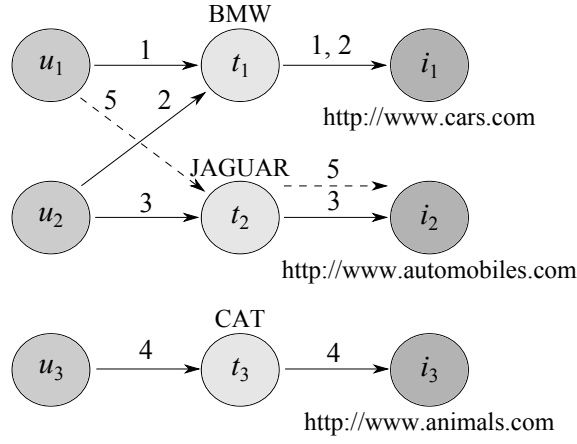 BMW
u1 1 t1 1, 2 i1
5 2 http://www.cars.com
JAGUAR 5
u2 3 t2 3 i2
http://www.automobiles.com
CAT
u3 4 t3 4 i3
http://www.animals.com